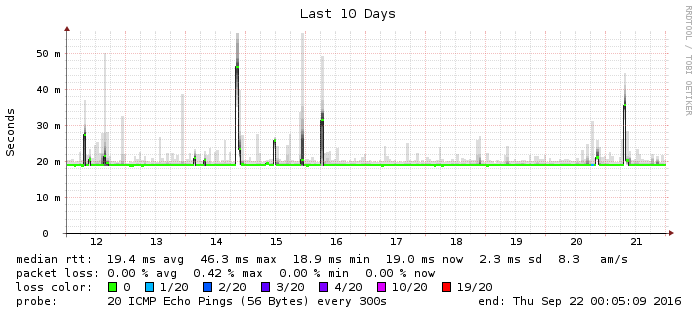 Last 10 Days
RRDTOOL / TOBI OETIKER
Seconds
50 m
40 m
30 m
20 m
10 m
0
12 13 14 15 16 17 18 19 20 21
median rtt: 19.4 ms avg 46.3 ms max 18.9 ms min 19.0 ms now 2.3 ms sd 8.3 am/s
packet loss: 0.00 % avg 0.42 % max 0.00 % min 0.00 % now
loss color: 0 1/20 2/20 3/20 4/20 10/20 19/20
probe: 20 ICMP Echo Pings (56 Bytes) every 300s end: Thu Sep 22 00:05:09 2016